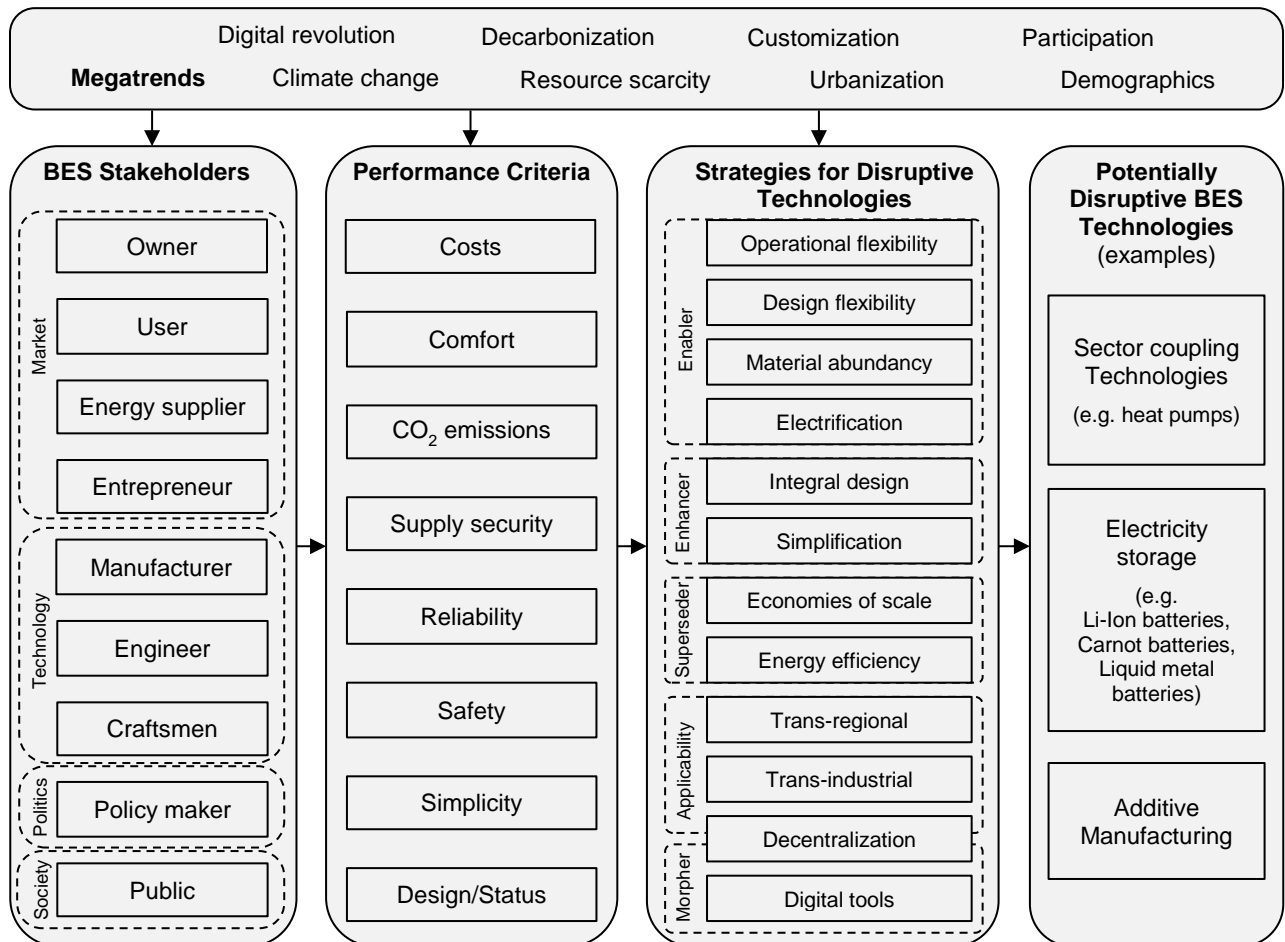 Digital revolution
Decarbonization
Customization
Participation
Megatrends
Climate change
Resource scarcity
Urbanization
Demographics
BES Stakeholders
Market
Owner
User
Energy supplier
Entrepreneur
Technology
Manufacturer
Engineer
Craftsmen
Politics
Policy maker
Society
Public
Performance Criteria
Costs
Comfort
CO₂ emissions
Supply security
Reliability
Safety
Simplicity
Design/Status
Strategies for Disruptive
Technologies
Enabler
Operational flexibility
Design flexibility
Material abundancy
Electrification
Enhancer
Integral design
Simplification
Superseder
Economies of scale
Energy efficiency
Applicability
Trans-regional
Trans-industrial
Decentralization
Morpher
Digital tools
Potentially
Disruptive BES
Technologies
(examples)
Sector coupling
Technologies
(e.g. heat pumps)
Electricity
storage
(e.g.
Li-Ion batteries,
Carnot batteries,
Liquid metal
batteries)
Additive
Manufacturing